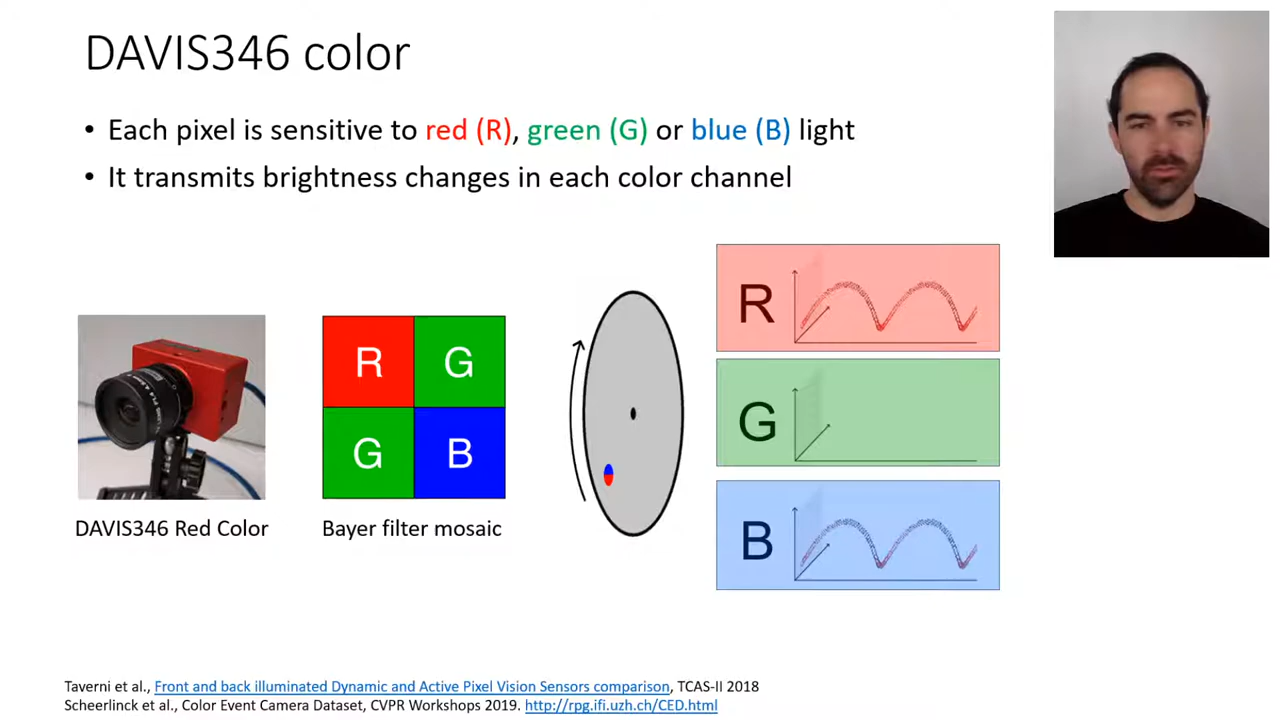 DAVIS346 color
• Each pixel is sensitive to red (R), green (G) or blue (B) light
• It transmits brightness changes in each color channel
R
G
G
B
R
G
B
DAVIS346 Red Color
Bayer filter mosaic
Taverni et al., Front and back illuminated Dynamic and Active Pixel Vision Sensors comparison, TCAS-II 2018
Scheerlinck et al., Color Event Camera Dataset, CVPR Workshops 2019. http://rpg.ifi.uzh.ch/CED.html